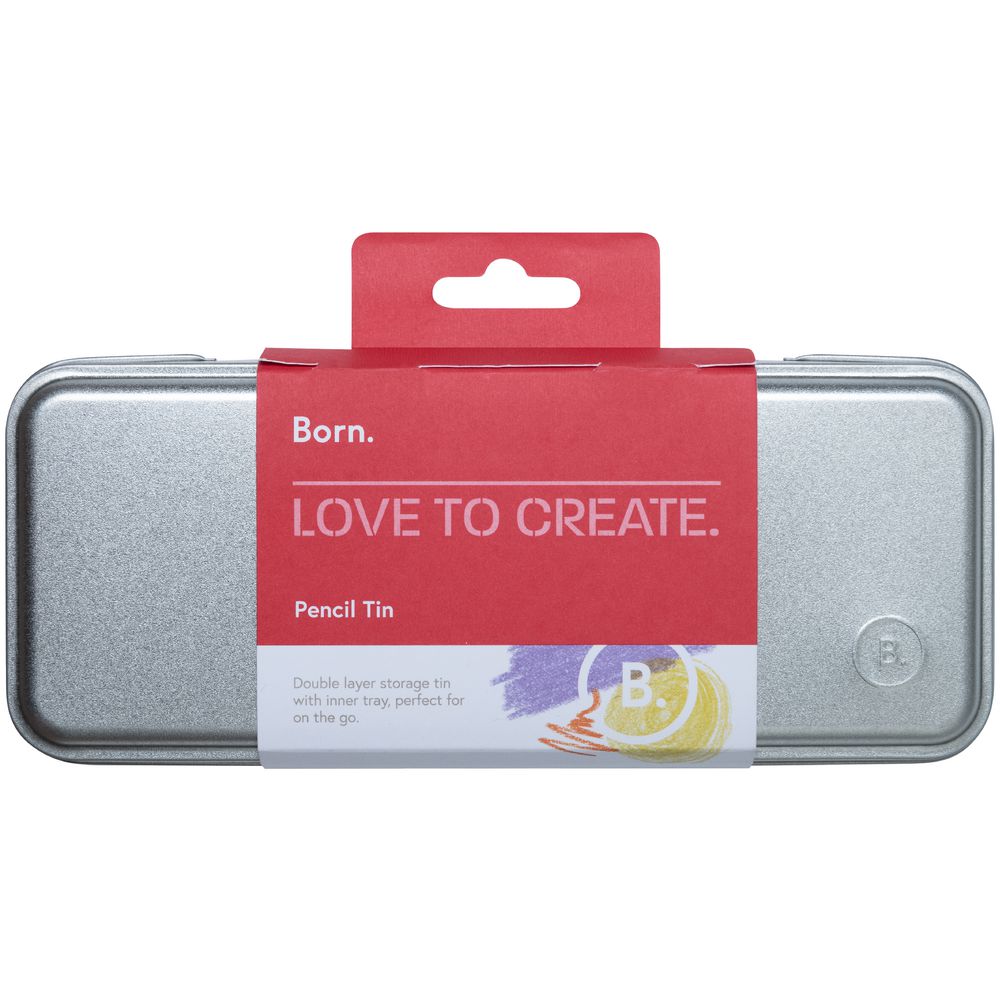 Born.
LOVE TO CREATE.
Pencil Tin
Double layer storage tin
with inner tray, perfect for
on the go.
B.
B.